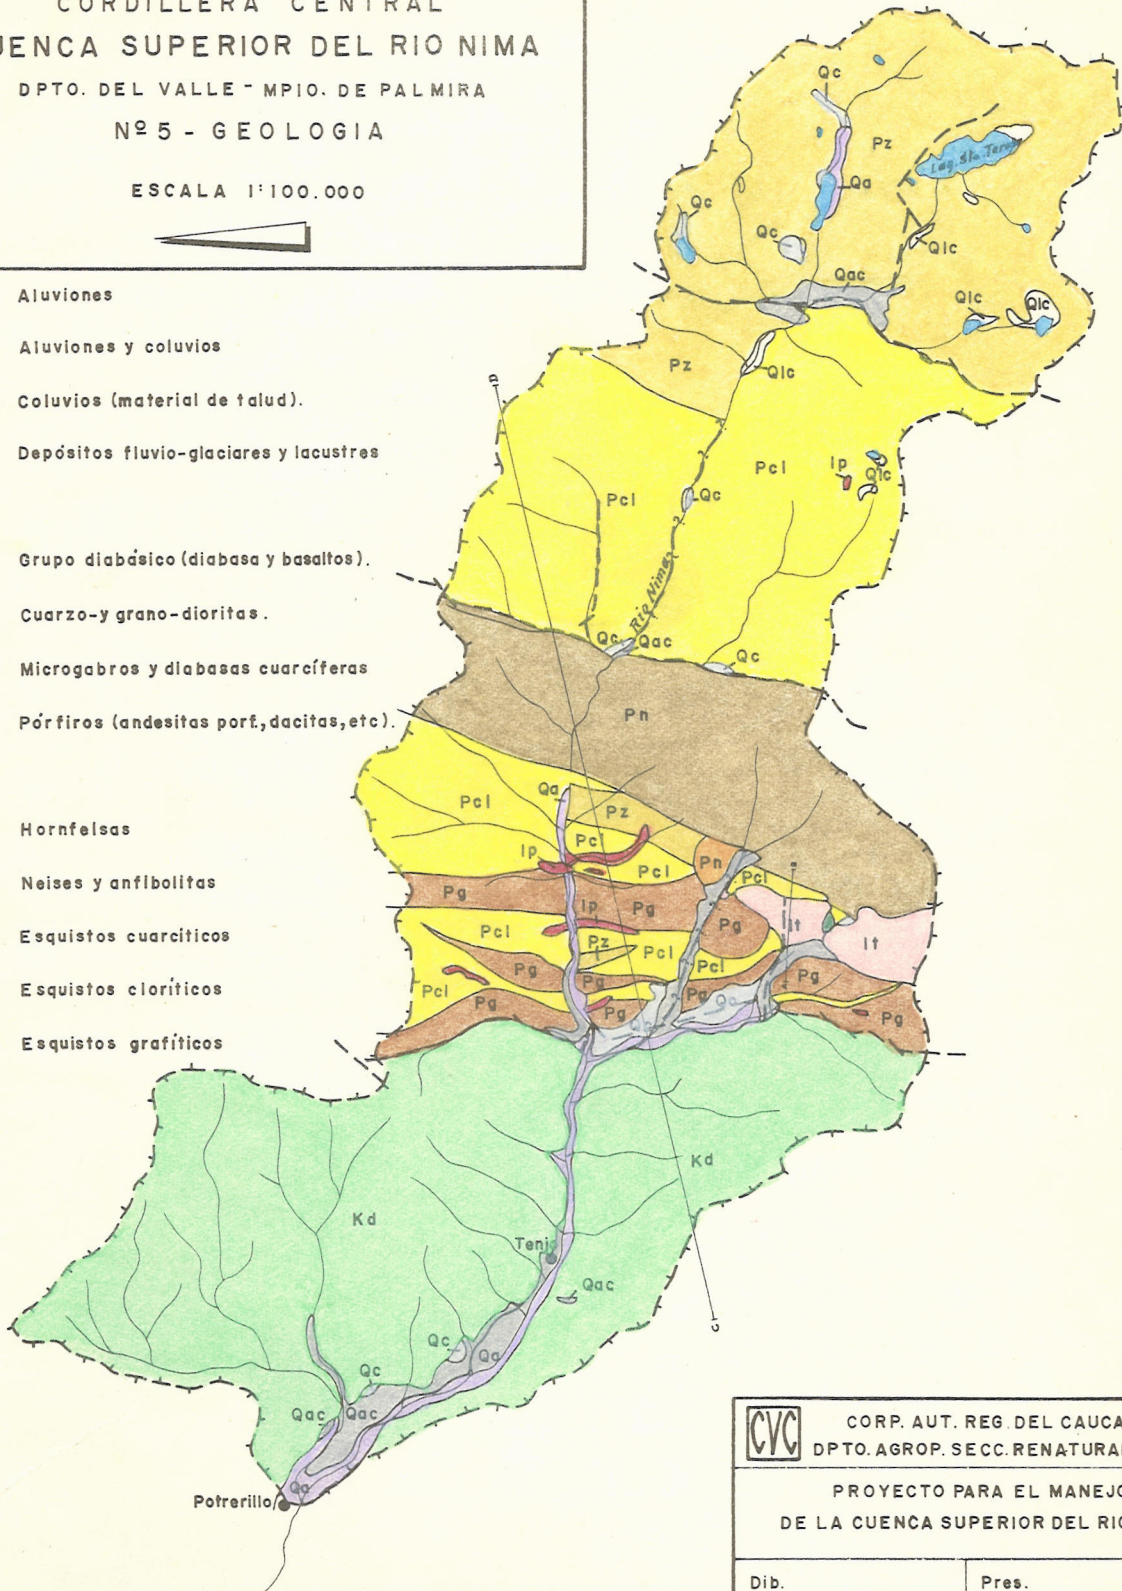 CORDILLERA CENTRAL
UENCA SUPERIOR DEL RIO NIMA
DPTO. DEL VALLE - MPIO. DE PALMIRA
Nº 5 - GEOLOGIA
ESCALA 1:100.000
Aluviones
Aluviones y coluvios
Coluvios (material de talud).
Depósitos fluvio-glaciares y lacustres
Grupo diabásico (diabasa y basaltos).
Cuarzo-y grano-dioritas.
Microgabros y diabasas cuarcíferas
Pórfiros (andesitas porf., dacitas, etc).
Hornfelsas
Neises y anfibolitas
Esquistos cuarcíticos
Esquistos cloríticos
Esquistos grafíticos
Qc
Pz
Lag. Sta. Teresa
Qa
Qc
Qc
Qlc
Qac
Qlc
Qlc
Pz
Qlc
D
Pcl
Ip
Qlc
Pcl
Qc
Rio Nima
Qc
Qac
Qc
Pn
Qa
Pcl
Pz
Pcl
Ip
Pcl
Pn
Pcl
Pg
Ip
Pg
Pg
It
It
Pcl
Pz
Pcl
Pcl
Pg
Pg
Pg
Pcl
Pg
Pg
Pg
Qa
Pg
Kd
Kd
Tenjo
Qac
Qc
Qa
Qc
Qac
Qac
C
Qa
Potrerillo
CVC
CORP. AUT. REG. DEL CAUCA
DPTO. AGROP. SECC. RENATURAL
PROYECTO PARA EL MANEJO
DE LA CUENCA SUPERIOR DEL RIO
Dib.
Pres.